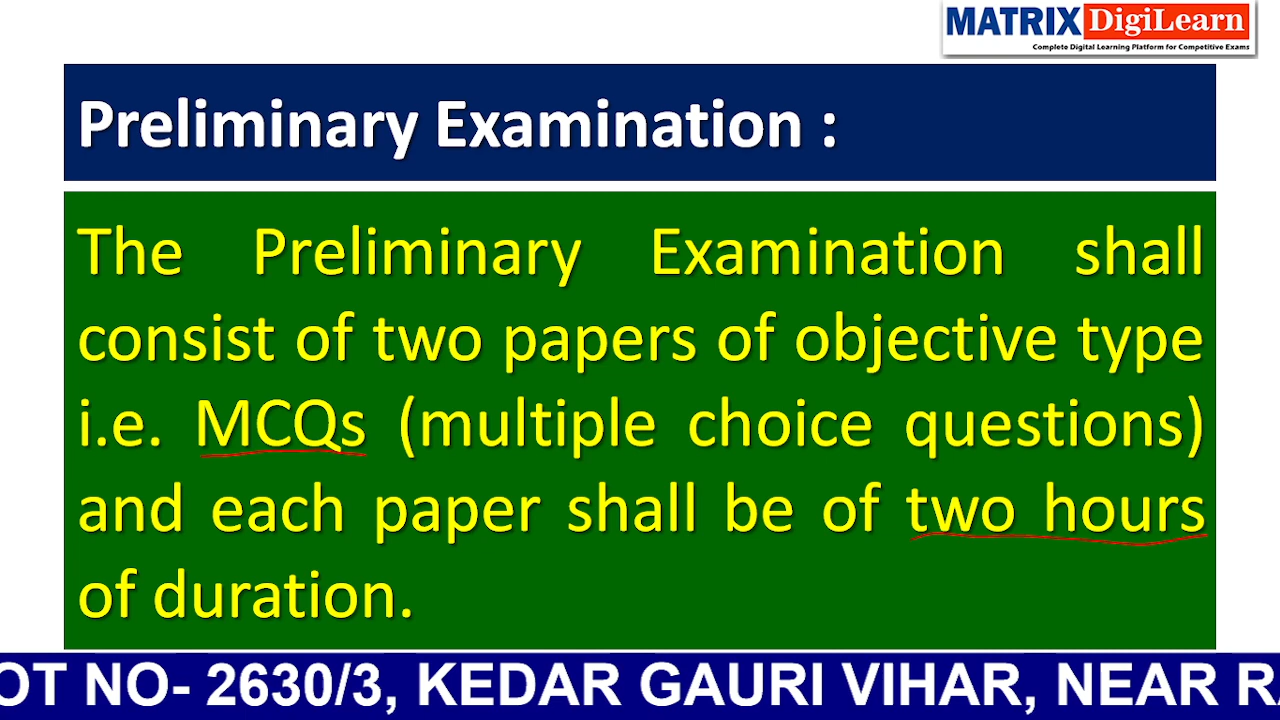 MATRIX DigiLearn
Complete Digital Learning Platform for Competitive Exams
Preliminary Examination :
The Preliminary Examination shall
consist of two papers of objective type
i.e. MCQs (multiple choice questions)
and each paper shall be of two hours
of duration.
OT NO- 2630/3, KEDAR GAURI VIHAR, NEAR